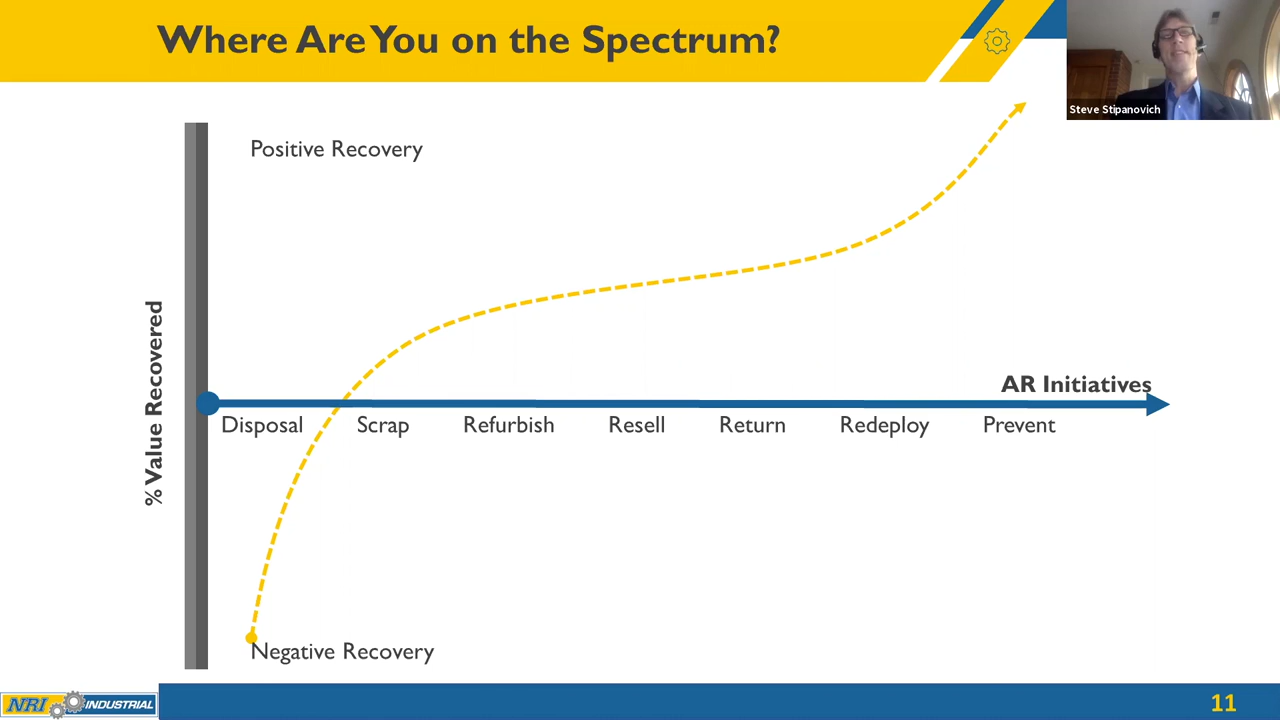 Where Are You on the Spectrum?
Steve Stipanovich
Positive Recovery
% Value Recovered
AR Initiatives
Disposal
Scrap
Refurbish
Resell
Return
Redeploy
Prevent
Negative Recovery
NRI INDUSTRIAL
11